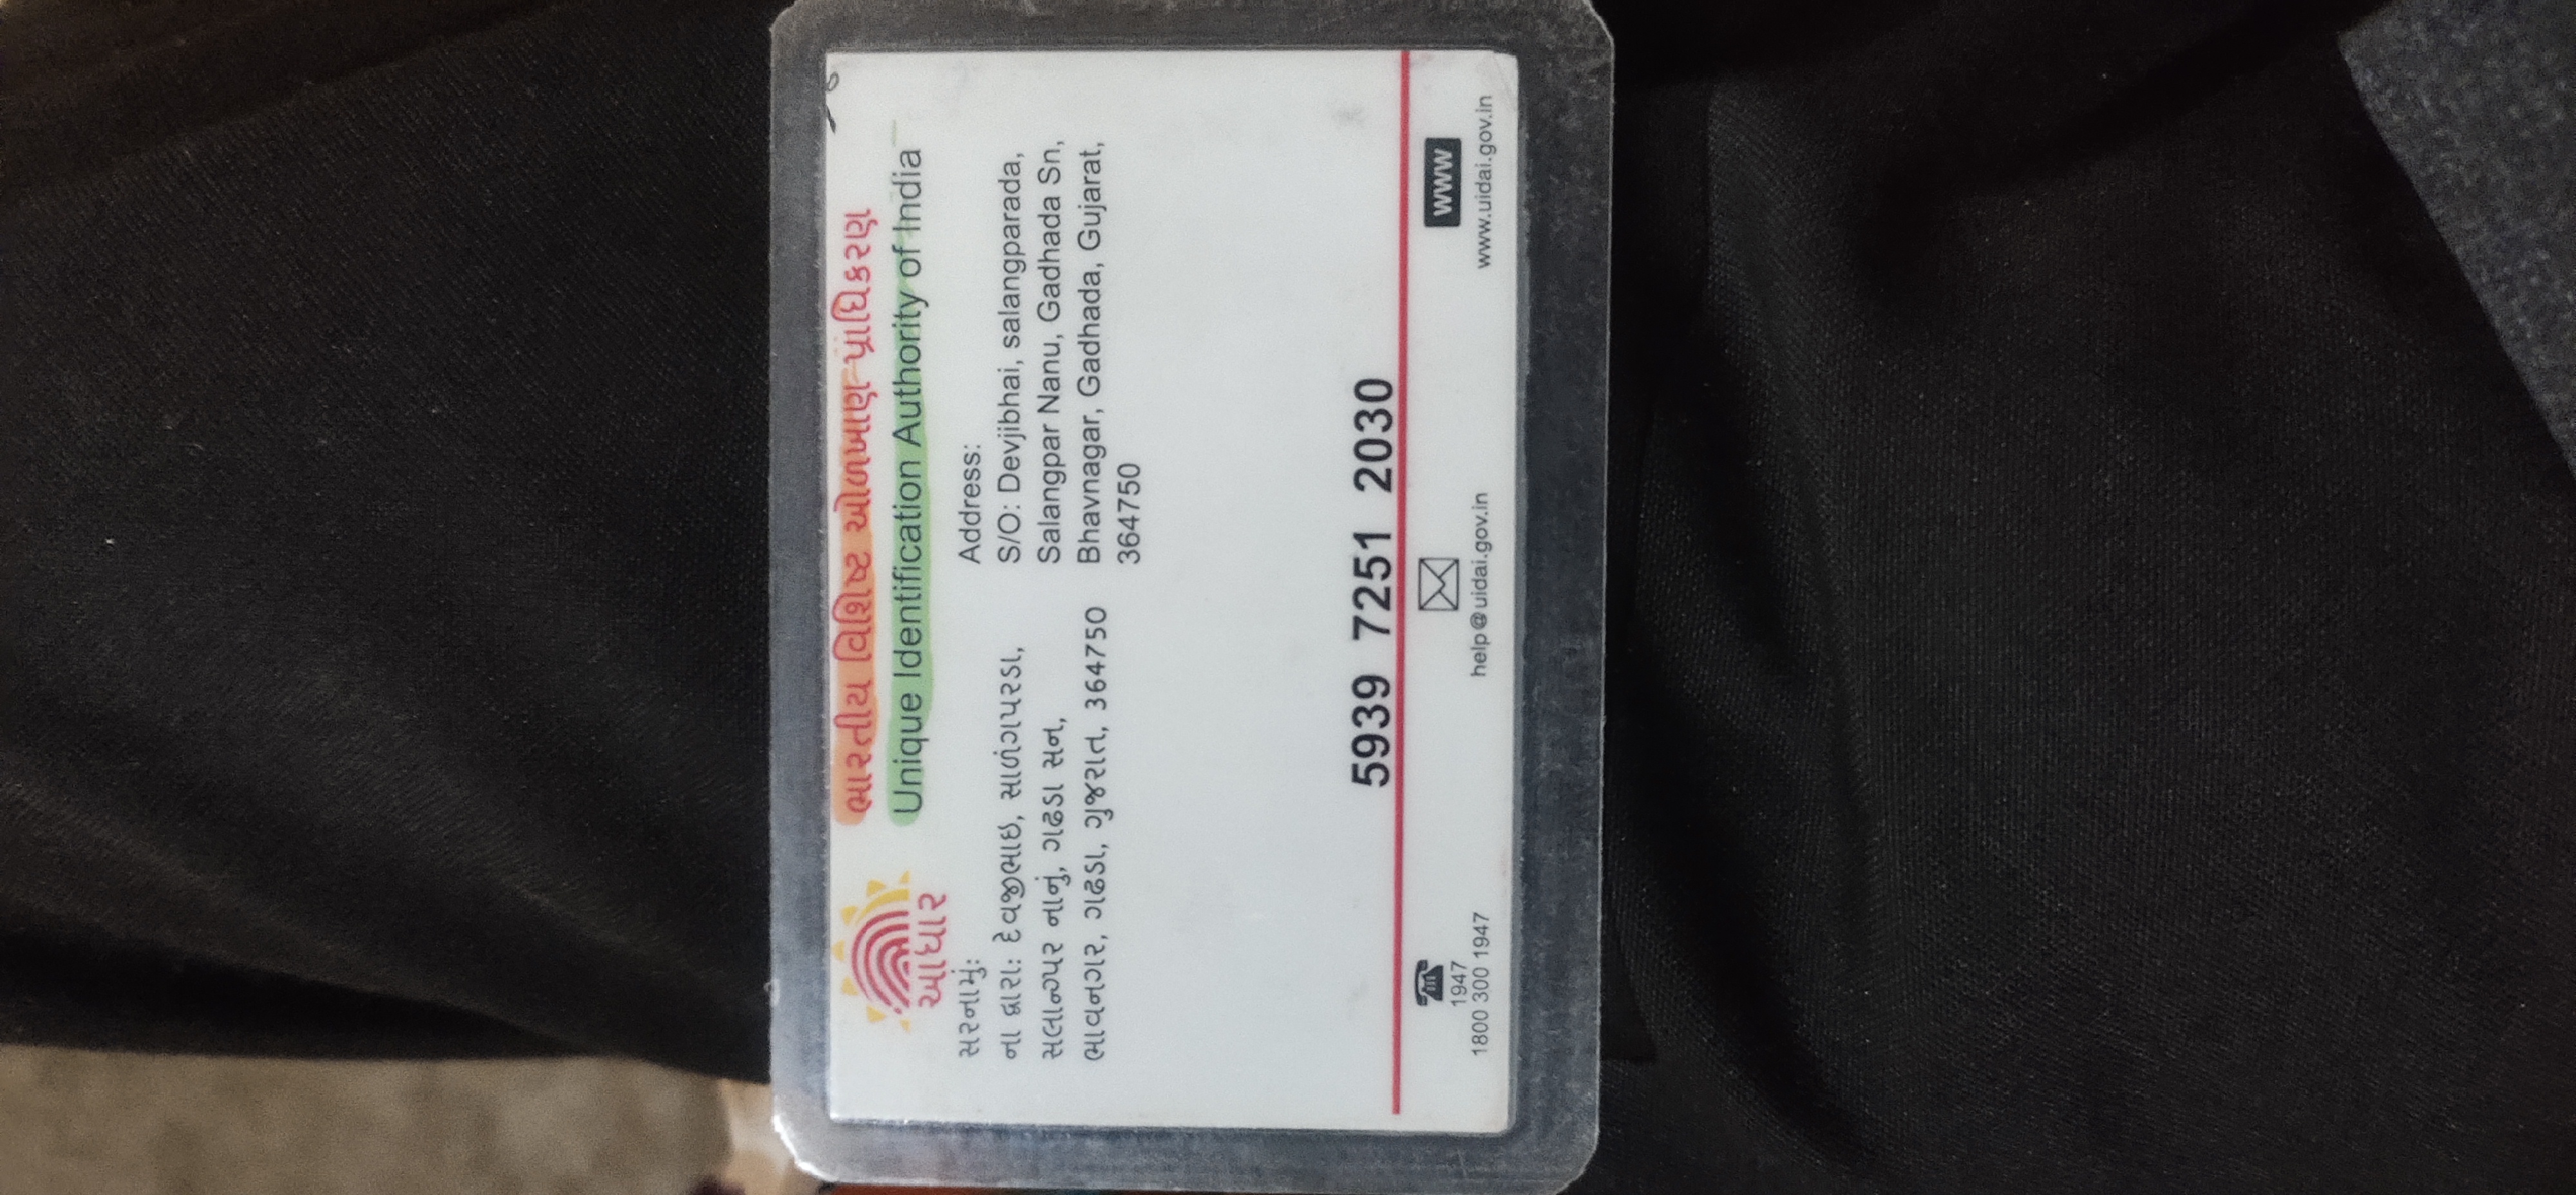 ભારતીય વિશિષ્ટ ઓળખાણ પ્રાધિકરણ
Unique Identification Authority of India
આધાર
સરનામું:
ના દ્વારા: દેવજીભાઇ, સાળંગપરડા,
સલાન્ગ્પર નાનું, ગઢડા સન,
ભાવનગર, ગઢડા, ગુજરાત, 364750
Address:
S/O: Devjibhai, salangparada,
Salangpar Nanu, Gadhada Sn,
Bhavnagar, Gadhada, Gujarat,
364750
5939 7251 2030
1947
1800 300 1947
help@uidai.gov.in
www
www.uidai.gov.in